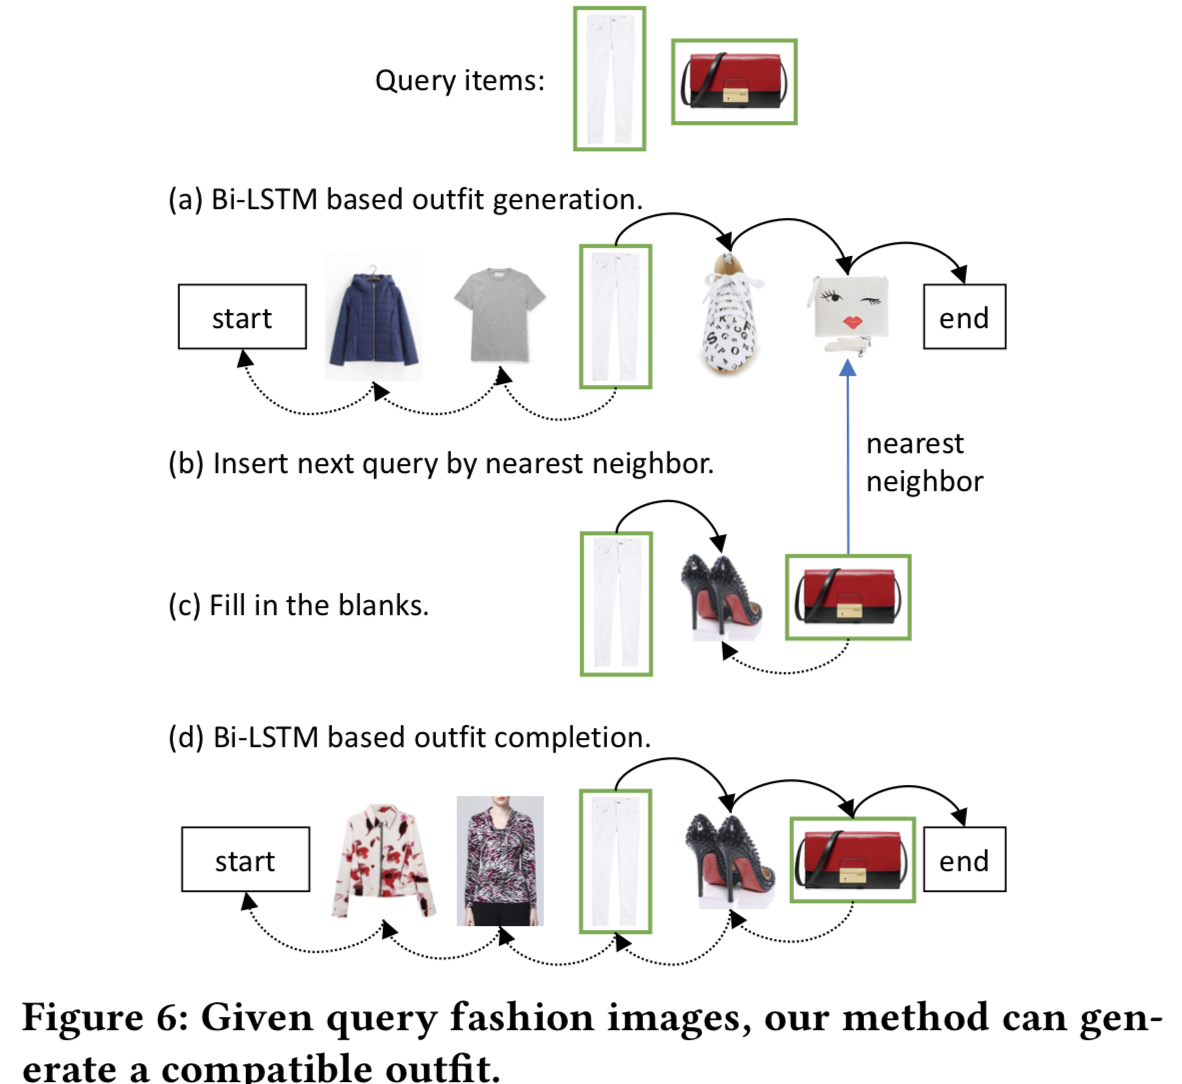 Query items:
(a) Bi-LSTM based outfit generation.
start
end
(b) Insert next query by nearest neighbor.
nearest
neighbor
(c) Fill in the blanks.
(d) Bi-LSTM based outfit completion.
start
end
Figure 6: Given query fashion images, our method can gen-
erate a compatible outfit.